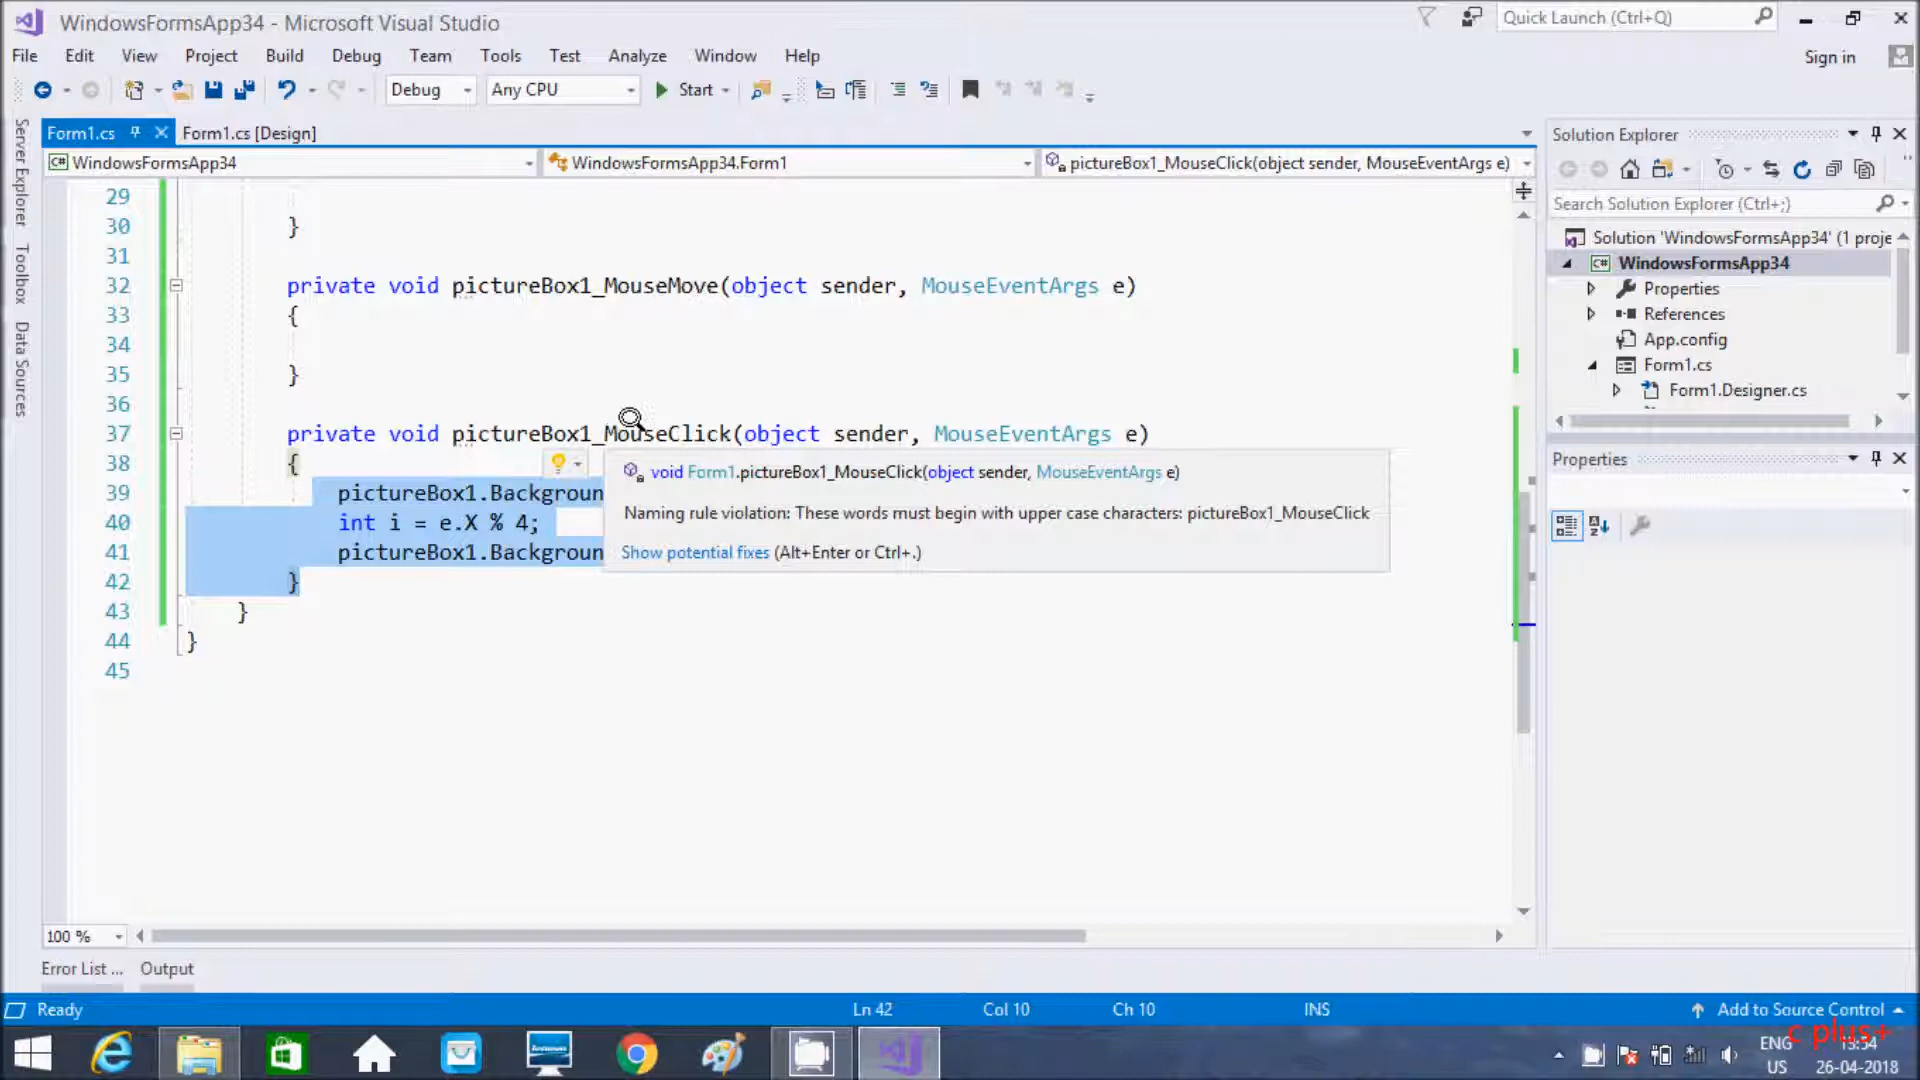 WindowsFormsApp34 - Microsoft Visual Studio
Quick Launch (Ctrl+Q)
File Edit View Project Build Debug Team Tools Test Analyze Window Help
Sign in
Debug Any CPU Start
Server Explorer
Toolbox
Data Sources
Form1.cs
Form1.cs [Design]
WindowsFormsApp34
WindowsFormsApp34.Form1
pictureBox1_MouseClick(object sender, MouseEventArgs e)
29
30 }
31
32 private void pictureBox1_MouseMove(object sender, MouseEventArgs e)
33 {
34
35 }
36
37 private void pictureBox1_MouseClick(object sender, MouseEventArgs e)
38 {
39 pictureBox1.Backgroun
40 int i = e.X % 4;
41 pictureBox1.Backgroun
42 }
43 }
44 }
45
void Form1.pictureBox1_MouseClick(object sender, MouseEventArgs e)
Naming rule violation: These words must begin with upper case characters: pictureBox1_MouseClick
Show potential fixes (Alt+Enter or Ctrl+.)
Solution Explorer
Search Solution Explorer (Ctrl+;)
Solution 'WindowsFormsApp34' (1 proje
C# WindowsFormsApp34
Properties
References
App.config
Form1.cs
Form1.Designer.cs
Properties
100 %
Error List ... Output
Ready Ln 42 Col 10 Ch 10 INS Add to Source Control
c plus+
ENG
US
26-04-2018